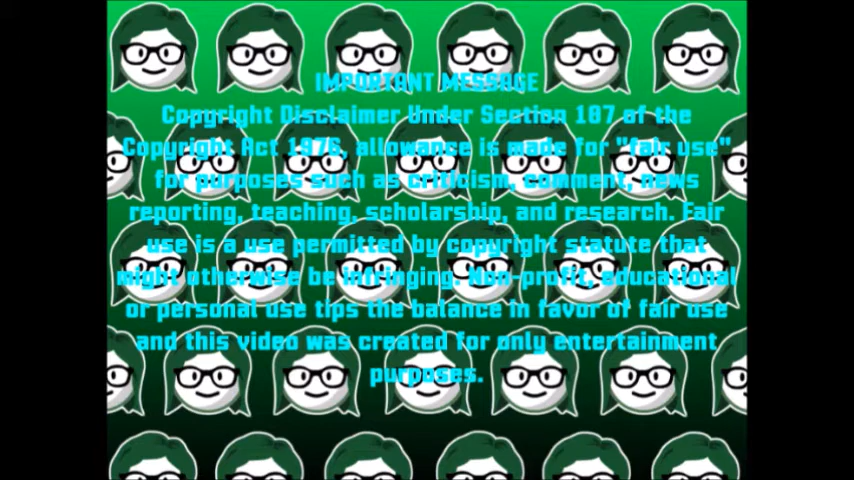 IMPORTANT MESSAGE
Copyright Disclaimer Under Section 107 of the
Copyright Act 1976, allowance is made for "fair use"
for purposes such as criticism, comment, news
reporting, teaching, scholarship, and research. Fair
use is a use permitted by copyright statute that
might otherwise be infringing. Non-profit, educational
or personal use tips the balance in favor of fair use
and this video was created for only entertainment
purposes.